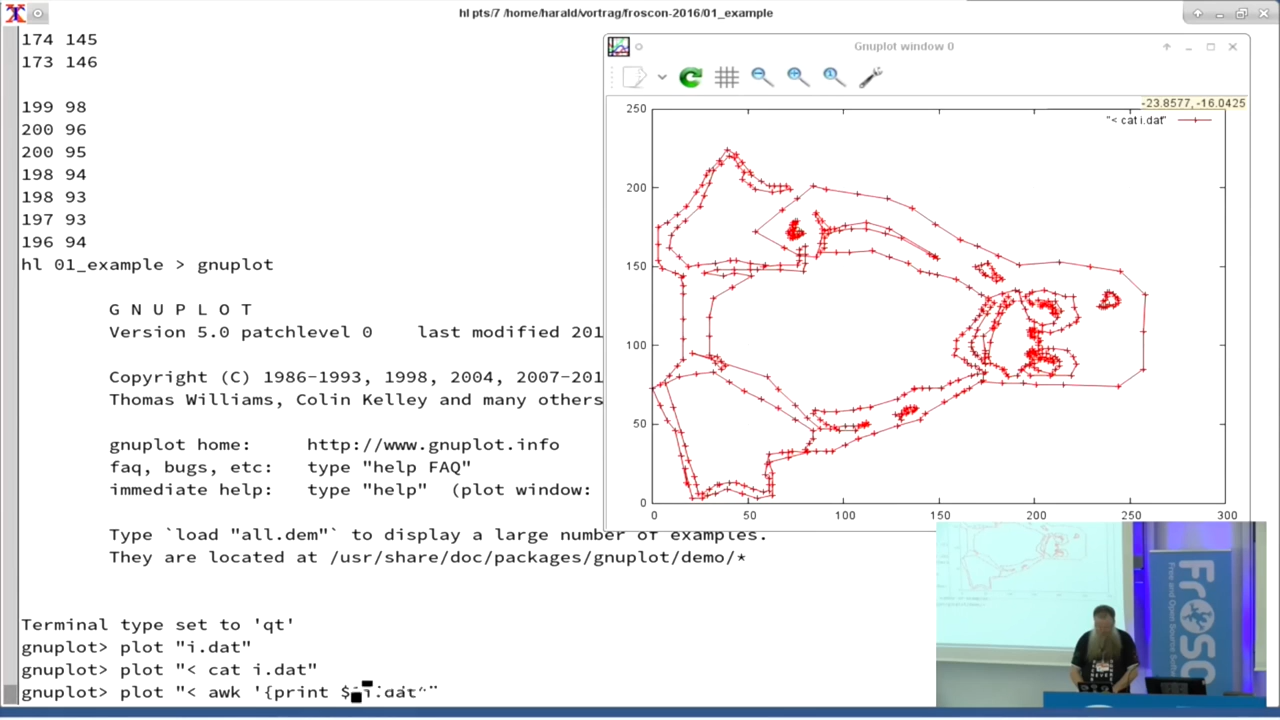 hl pts/7 /home/harald/vortrag/froscon-2016/01_example
174 145
173 146
199 98
200 96
200 95
198 94
198 93
197 93
196 94
hl 01_example > gnuplot
G N U P L O T
Version 5.0 patchlevel 0 last modified 201
Copyright (C) 1986-1993, 1998, 2004, 2007-201
Thomas Williams, Colin Kelley and many others
gnuplot home: http://www.gnuplot.info
faq, bugs, etc: type "help FAQ"
immediate help: type "help" (plot window:
Type `load "all.dem"` to display a large number of examples.
They are located at /usr/share/doc/packages/gnuplot/demo/*
Terminal type set to 'qt'
gnuplot> plot "i.dat"
gnuplot> plot "< cat i.dat"
gnuplot> plot "< awk '{print $
Gnuplot window 0
-23.8577, -16.0425
"< cat i.dat"
250
200
150
100
50
0
0 50 100 150 200 250 300
FrOSC
Free and Open Source Softw